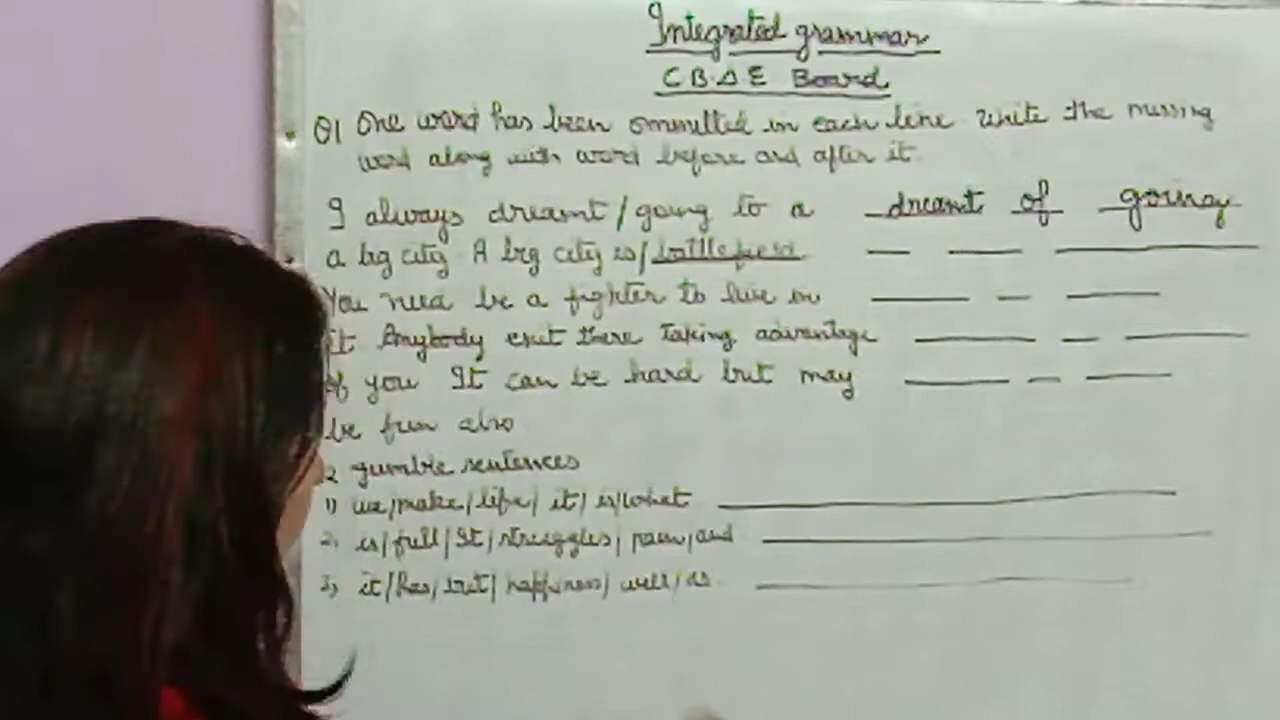 Integrated grammar
CBSE Board
Q1 One word has been ommitted in each line Write the missing
word along with word before and after it.
I always dreamt / going to a dreamt of going
a big city. A big city is / battlefield
You need be a fighter to live in
it Anybody exit there taking advantage
of you It can be hard but may
be fun also
2 Jumble sentences
1) we/make/life/it/is/what
2. is/full/It/struggles/pain/and
3) it/has/but/happiness/well/as